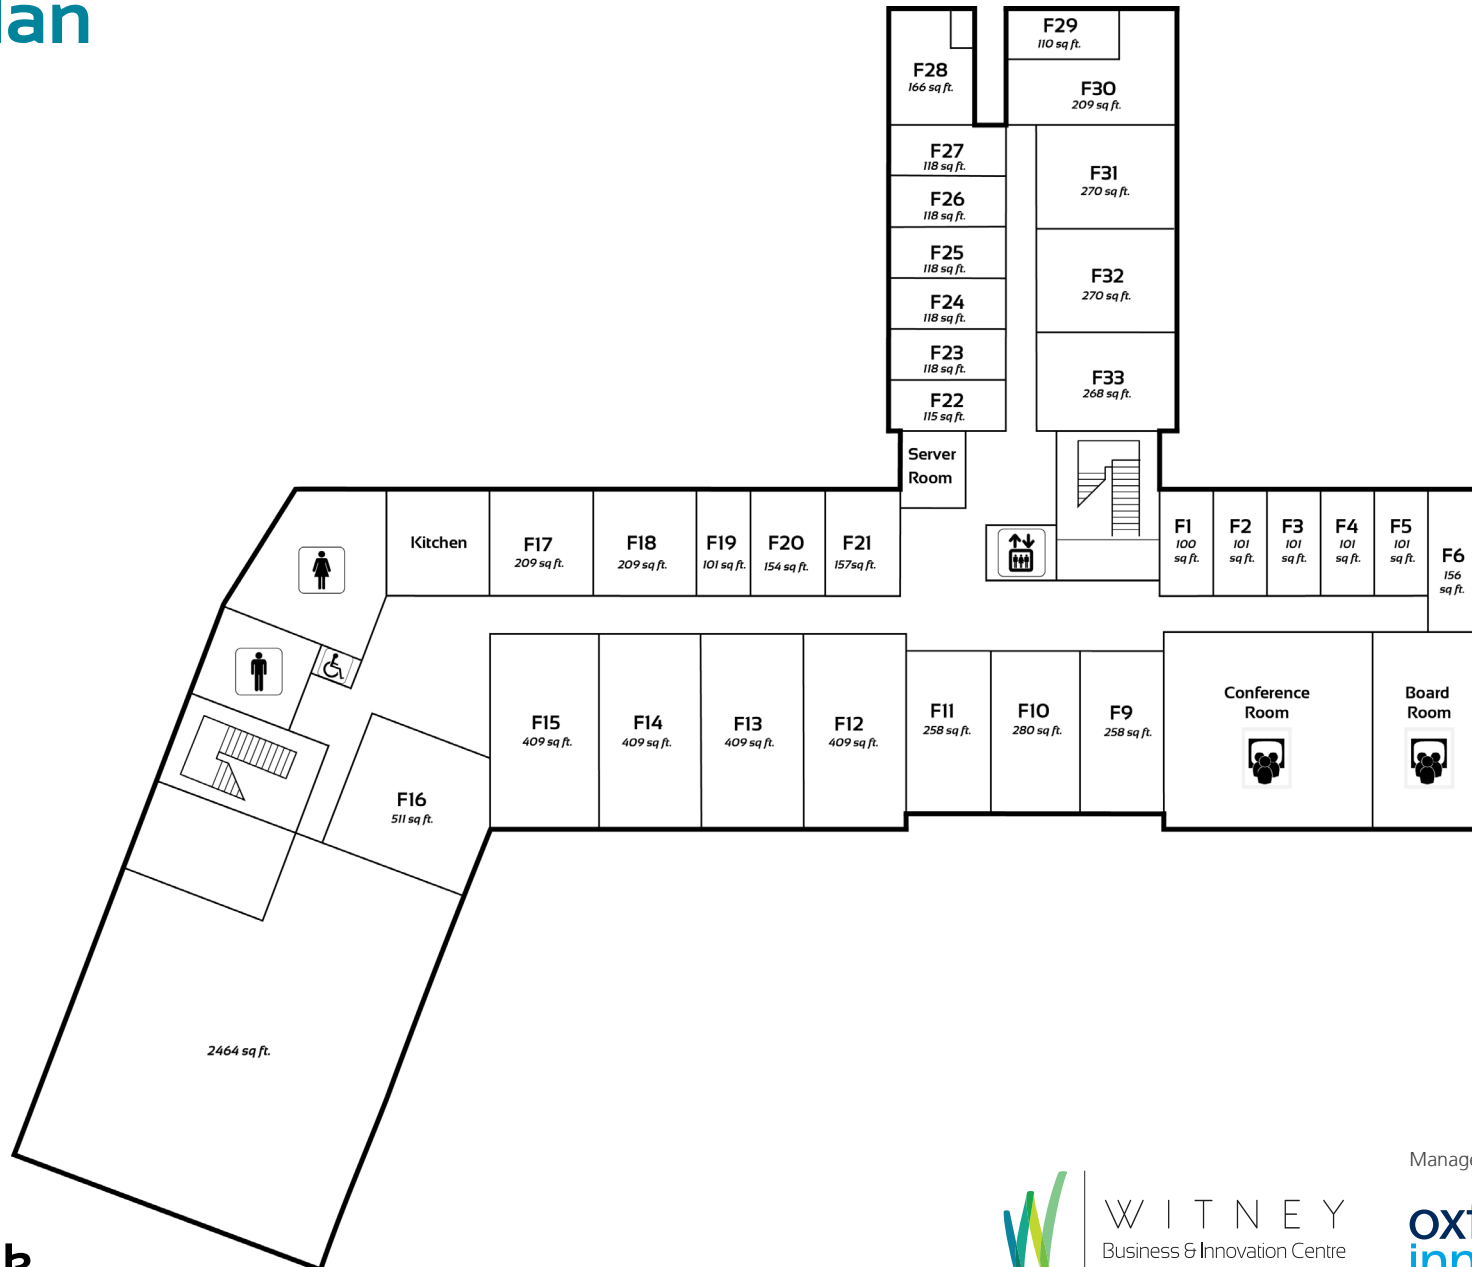 F29
110 sq ft.
F28
166 sq ft.
F30
209 sq ft.
F27
118 sq ft.
F31
270 sq ft.
F26
118 sq ft.
F25
118 sq ft.
F32
270 sq ft.
F24
118 sq ft.
F23
118 sq ft.
F33
268 sq ft.
F22
115 sq ft.
Server
Room
Kitchen
F17
209 sq ft.
F18
209 sq ft.
F19
101 sq ft.
F20
154 sq ft.
F21
157sq ft.
F1
100
sq ft.
F2
101
sq ft.
F3
101
sq ft.
F4
101
sq ft.
F5
101
sq ft.
F6
156
sq ft.
F15
409 sq ft.
F14
409 sq ft.
F13
409 sq ft.
F12
409 sq ft.
F11
258 sq ft.
F10
280 sq ft.
F9
258 sq ft.
Conference
Room
Board
Room
F16
511 sq ft.
2464 sq ft.
WITNEY
Business & Innovation Centre